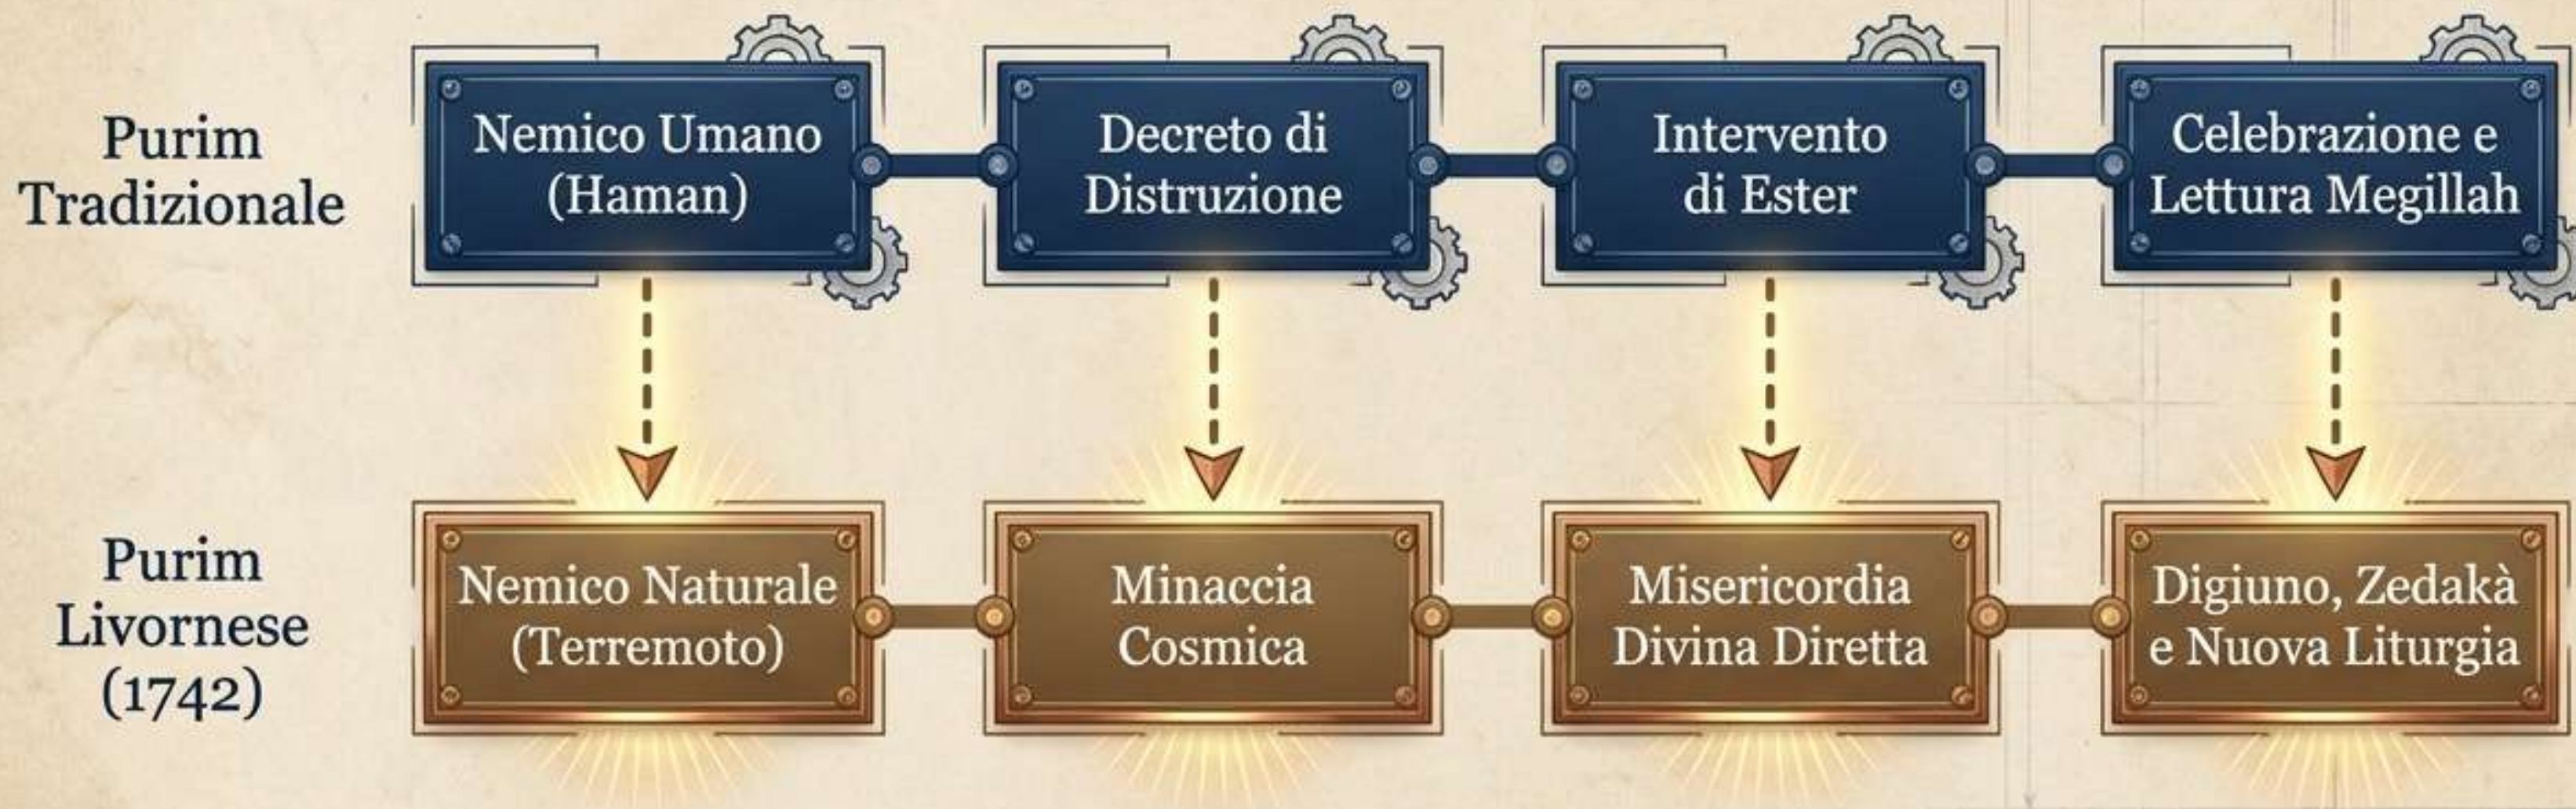 Purim
Tradizionale
Nemico Umano
(Haman)
Decreto di
Distruzione
Intervento
di Ester
Celebrazione e
Lettura Megillah
Purim
Livornese
(1742)
Nemico Naturale
(Terremoto)
Minaccia
Cosmica
Misericordia
Divina Diretta
Digiuno, Zedakà
e Nuova Liturgia